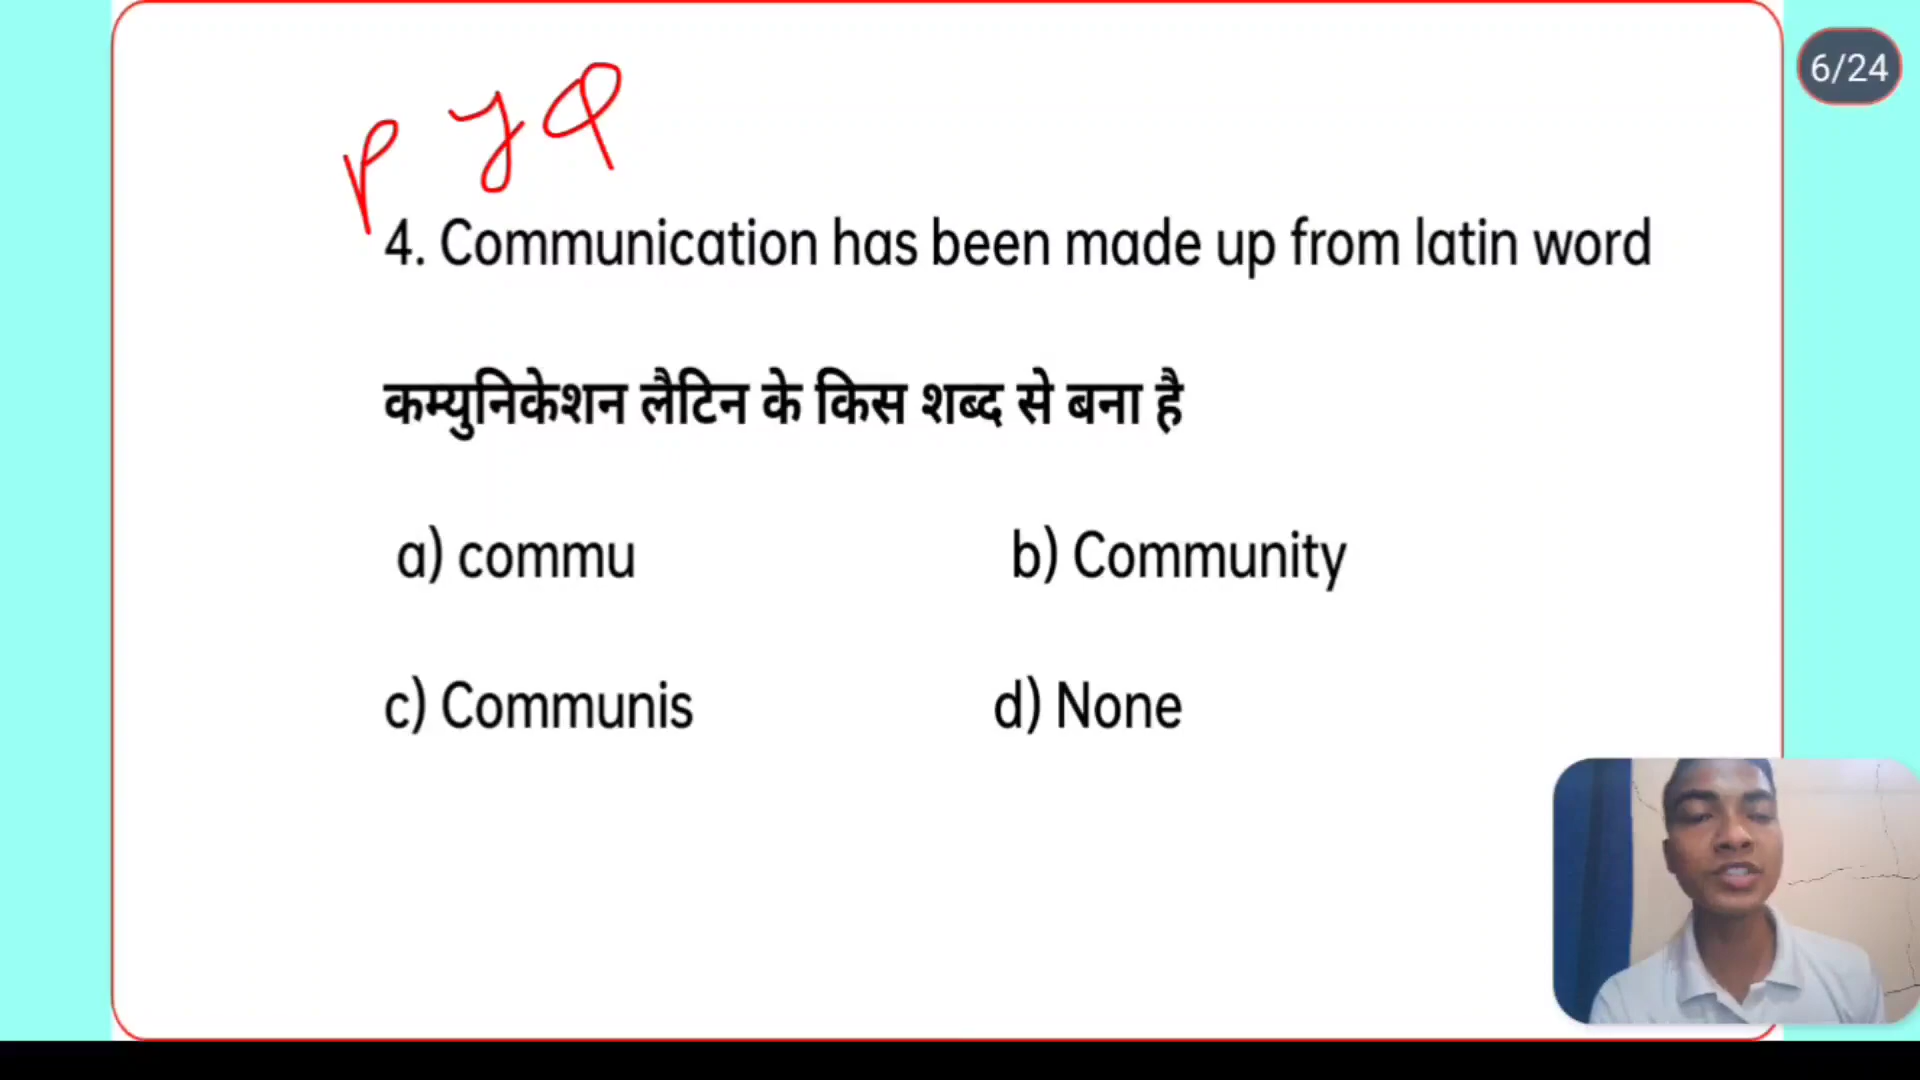 6/24
PYQ
4. Communication has been made up from latin word
कम्युनिकेशन लैटिन के किस शब्द से बना है
a) commu b) Community
c) Communis d) None